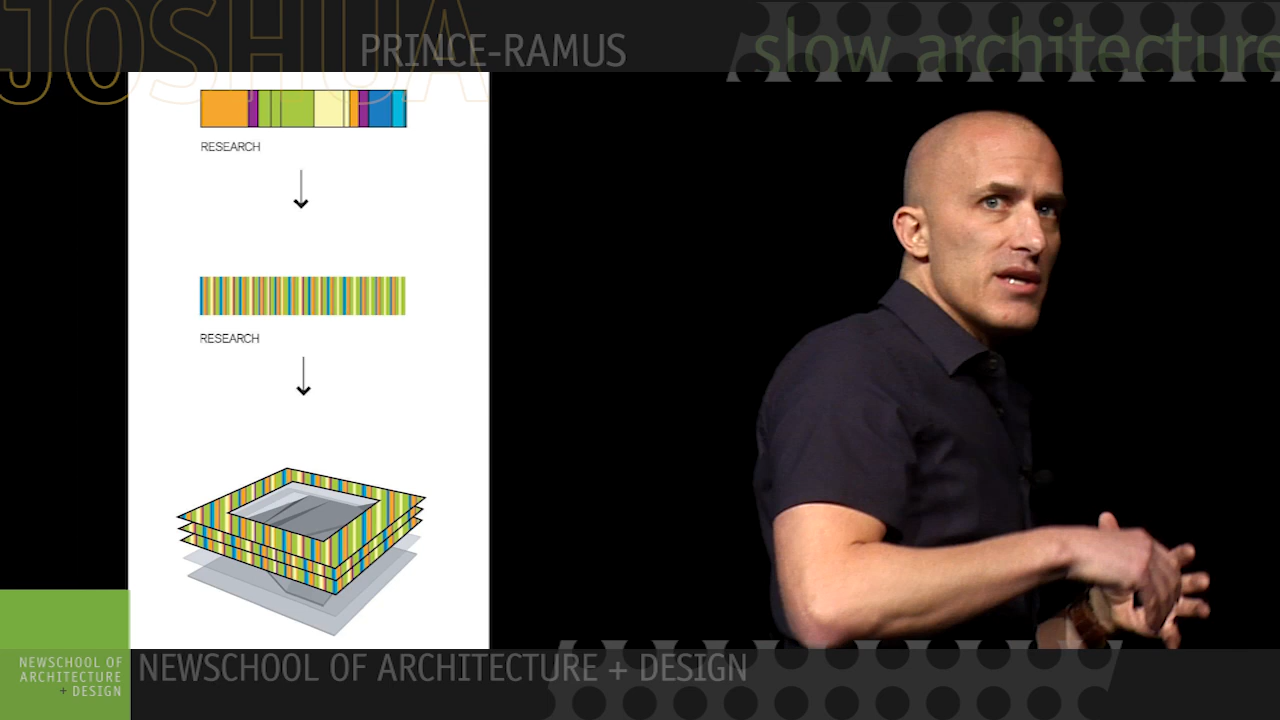 JOSHUA
PRINCE-RAMUS
slow architecture
RESEARCH
RESEARCH
NEWSCHOOL OF
ARCHITECTURE
+ DESIGN
NEWSCHOOL OF ARCHITECTURE + DESIGN